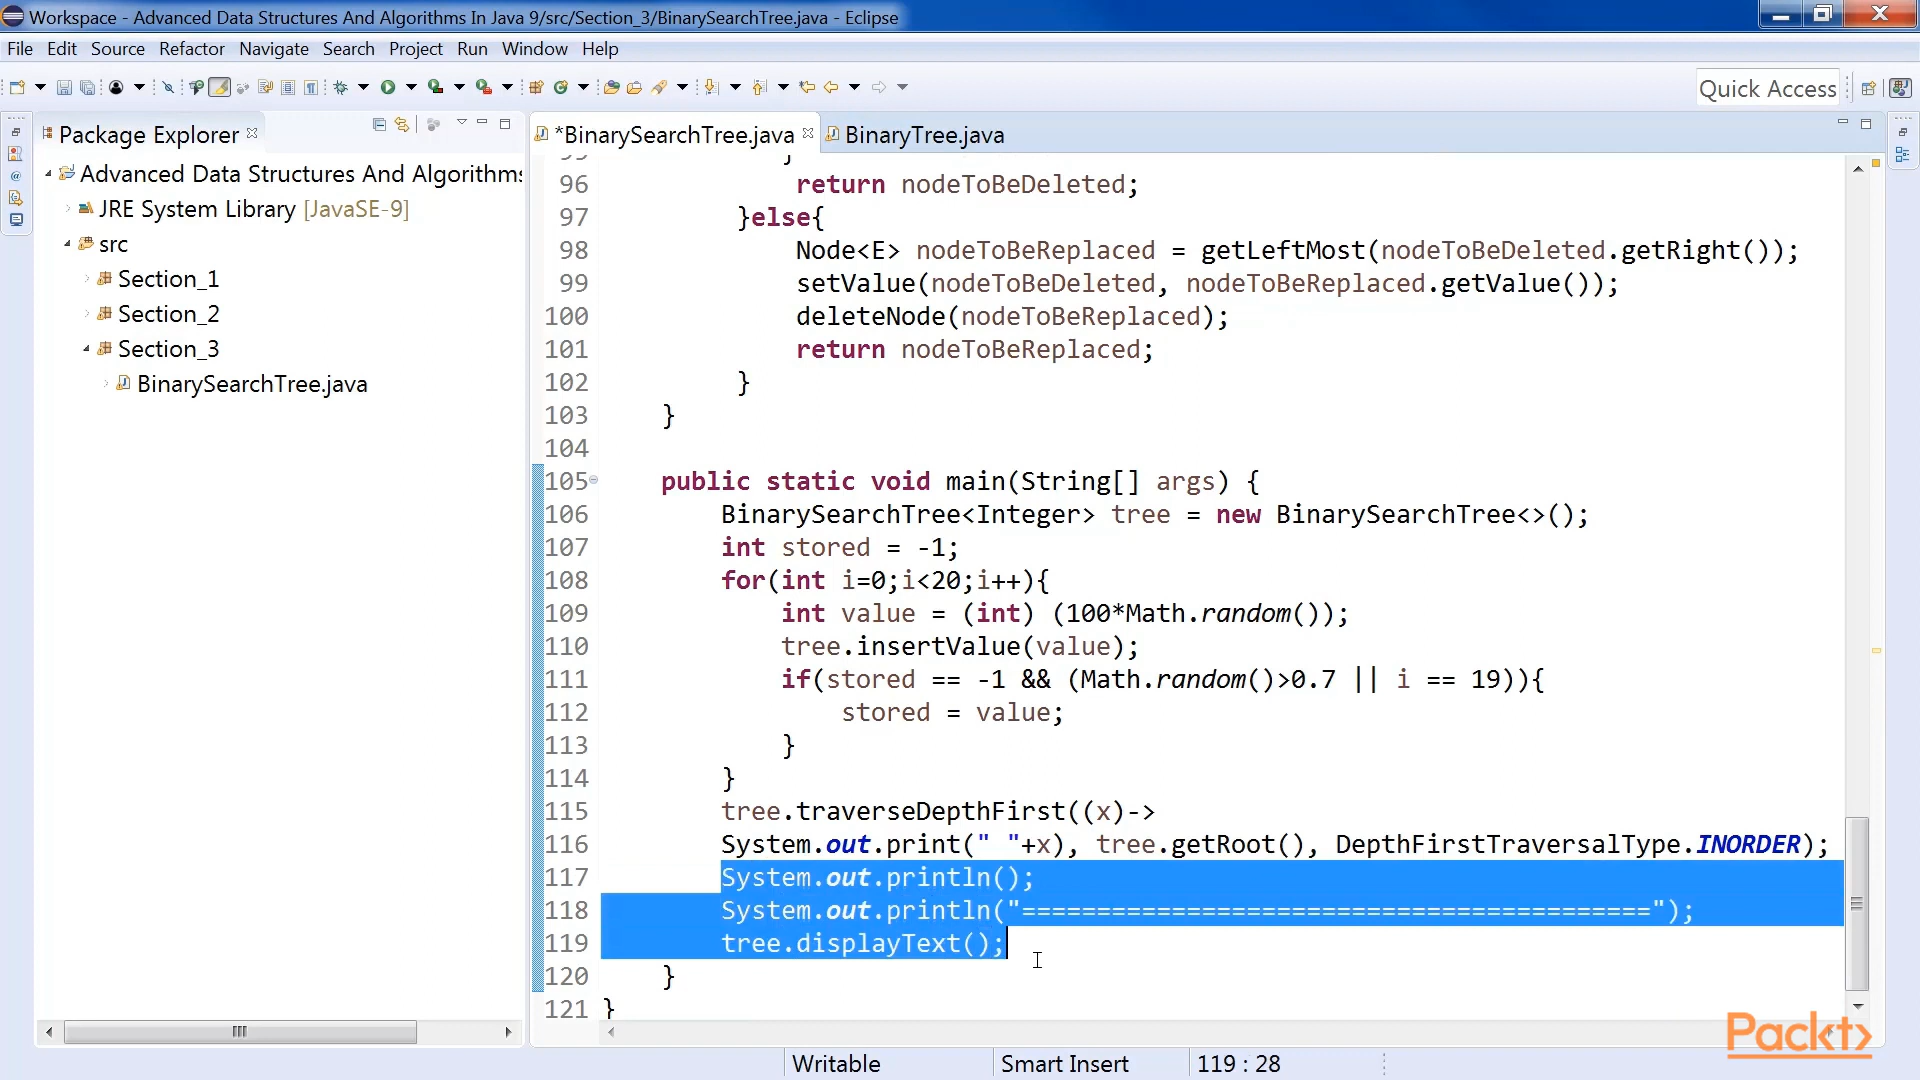 Workspace - Advanced Data Structures And Algorithms In Java 9/src/Section_3/BinarySearchTree.java - Eclipse
File Edit Source Refactor Navigate Search Project Run Window Help
Quick Access
Package Explorer
Advanced Data Structures And Algorithms
JRE System Library [JavaSE-9]
src
Section_1
Section_2
Section_3
BinarySearchTree.java
*BinarySearchTree.java BinaryTree.java
95 }
96 return nodeToBeDeleted;
97 }else{
98 Node<E> nodeToBeReplaced = getLeftMost(nodeToBeDeleted.getRight());
99 setValue(nodeToBeDeleted, nodeToBeReplaced.getValue());
100 deleteNode(nodeToBeReplaced);
101 return nodeToBeReplaced;
102 }
103 }
104
105 public static void main(String[] args) {
106 BinarySearchTree<Integer> tree = new BinarySearchTree<>();
107 int stored = -1;
108 for(int i=0;i<20;i++){
109 int value = (int) (100*Math.random());
110 tree.insertValue(value);
111 if(stored == -1 && (Math.random()>0.7 || i == 19)){
112 stored = value;
113 }
114 }
115 tree.traverseDepthFirst((x)->
116 System.out.print(" "+x), tree.getRoot(), DepthFirstTraversalType.INORDER);
117 System.out.println();
118 System.out.println("==========================================");
119 tree.displayText();
120 }
121 }
Packt>
Writable Smart Insert 119 : 28